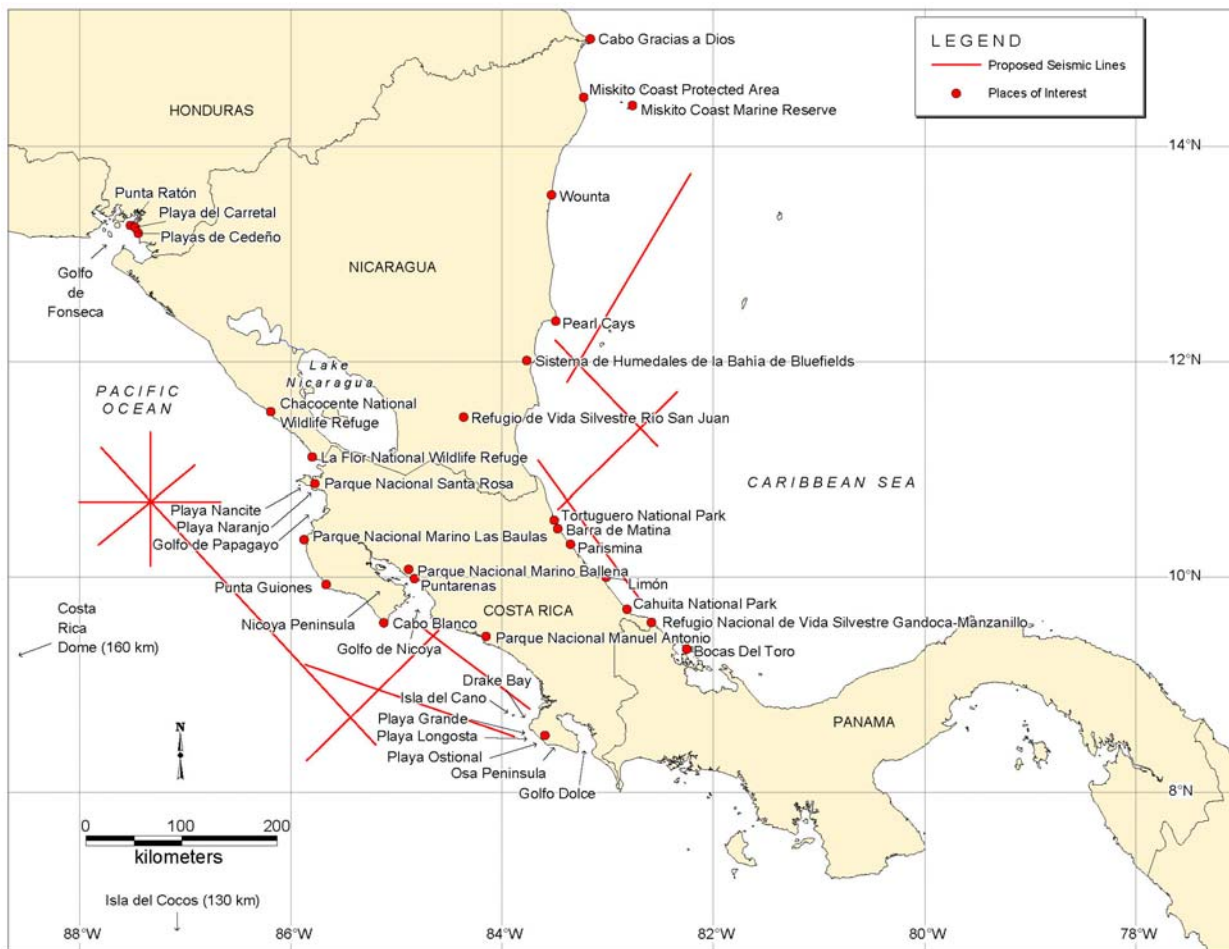 Cabo Gracias a Dios
LEGEND
Proposed Seismic Lines
Places of Interest
Miskito Coast Protected Area
Miskito Coast Marine Reserve
HONDURAS
14°N
Punta Ratón
Playa del Carretal
Playas de Cedeño
Wounta
Golfo
de
Fonseca
NICARAGUA
Pearl Cays
Sistema de Humedales de la Bahía de Bluefields
12°N
Lake
Nicaragua
PACIFIC
OCEAN
Chacocente National
Wildlife Refuge
Refugio de Vida Silvestre Río San Juan
La Flor National Wildlife Refuge
CARIBBEAN SEA
Parque Nacional Santa Rosa
Playa Nancite
Playa Naranjo
Golfo de Papagayo
Tortuguero National Park
Barra de Matina
Parque Nacional Marino Las Baulas
Parismina
Parque Nacional Marino Ballena
10°N
Puntarenas
Limón
Punta Guiones
Nicoya Peninsula
COSTA RICA
Cahuita National Park
Costa
Rica
Dome (160 km)
Cabo Blanco
Refugio Nacional de Vida Silvestre Gandoca-Manzanillo
Golfo de Nicoya
Parque Nacional Manuel Antonio
Bocas Del Toro
Drake Bay
Isla del Cano
Playa Grande
PANAMA
Playa Longosta
Playa Ostional
Osa Peninsula
Golfo Dulce
N
8°N
0 100 200
kilometers
Isla del Cocos (130 km)
88°W 86°W 84°W 82°W 80°W 78°W